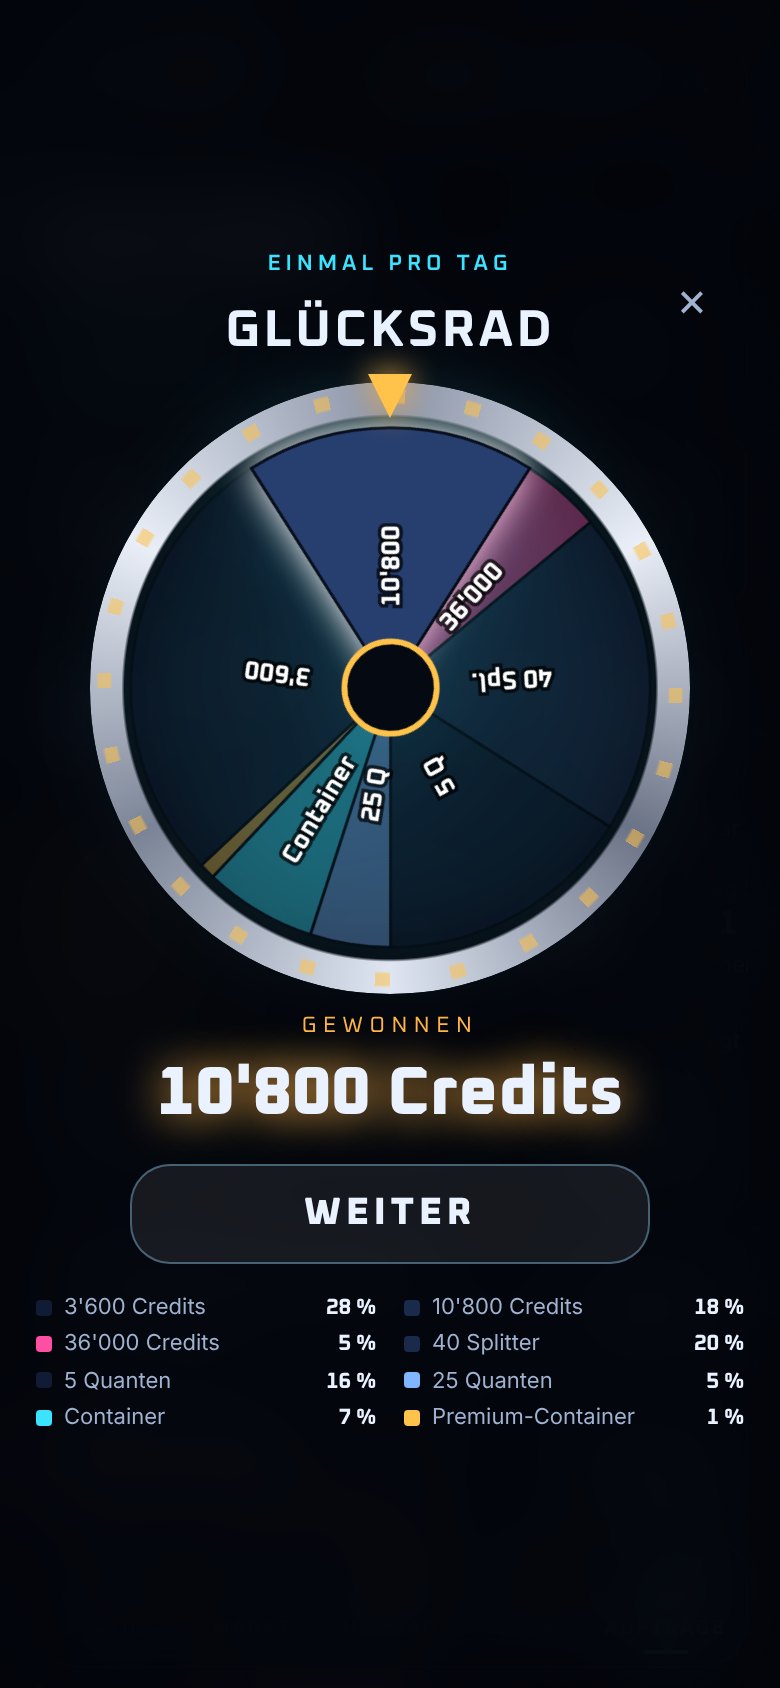 EINMAL PRO TAG
GLÜCKSRAD
10'800
36'000
3'600
40 Spl.
5 Q
25 Q
Container
GEWONNEN
10'800 Credits
WEITER
3'600 Credits 28 % 10'800 Credits 18 %
36'000 Credits 5 % 40 Splitter 20 %
5 Quanten 16 % 25 Quanten 5 %
Container 7 % Premium-Container 1 %